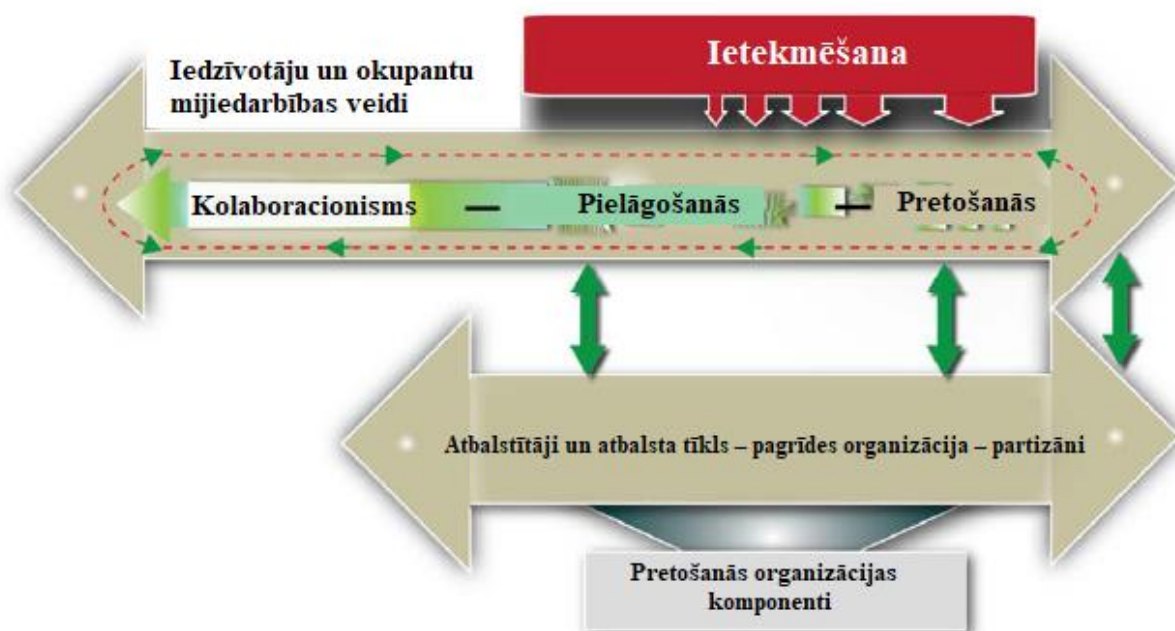 Iedzīvotāju un okupantu
mijiedarbības veidi
Ietekmēšana
Kolaboracionisms — Pielāgošanās — Pretošanās
Atbalstītāji un atbalsta tīkls – pagrīdes organizācija – partizāni
Pretošanās organizācijas
komponenti